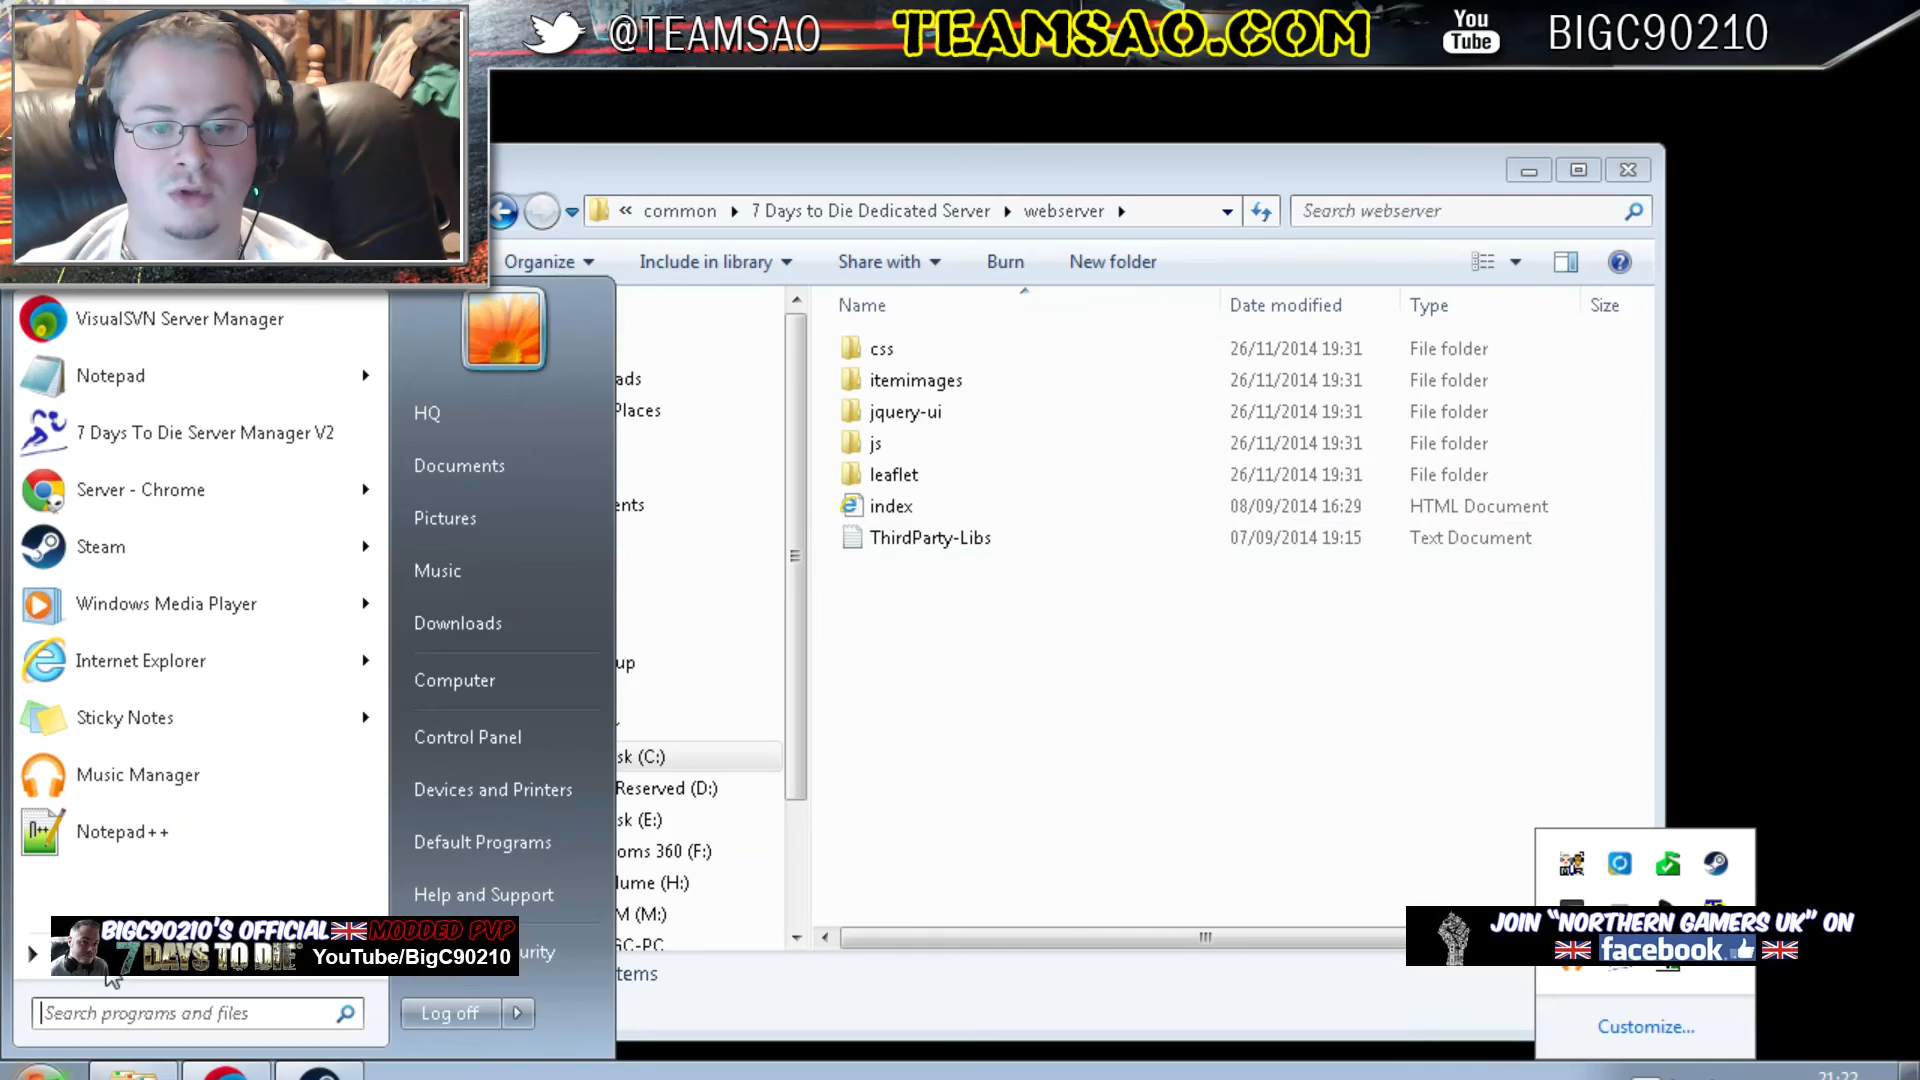 @TEAMSAO
TEAMSAO.COM
You
Tube
BIGC90210
« common
7 Days to Die Dedicated Server
webserver
Search webserver
Organize
Include in library
Share with
Burn
New folder
Name
Date modified
Type
Size
css
26/11/2014 19:31
File folder
itemimages
26/11/2014 19:31
File folder
jquery-ui
26/11/2014 19:31
File folder
js
26/11/2014 19:31
File folder
leaflet
26/11/2014 19:31
File folder
index
08/09/2014 16:29
HTML Document
ThirdParty-Libs
07/09/2014 19:15
Text Document
VisualSVN Server Manager
Notepad
7 Days To Die Server Manager V2
Server - Chrome
Steam
Windows Media Player
Internet Explorer
Sticky Notes
Music Manager
Notepad++
Search programs and files
HQ
Documents
Pictures
Music
Downloads
Computer
Control Panel
Devices and Printers
Default Programs
Help and Support
urity
Log off
ads
Places
ents
up
sk (C:)
Reserved (D:)
sk (E:)
oms 360 (F:)
lume (H:)
M (M:)
GC-PC
tems
BIGC90210'S OFFICIAL MODDED PVP
7 DAYS TO DIE
YouTube/BigC90210
JOIN "NORTHERN GAMERS UK" ON
facebook
Customize...
21:22